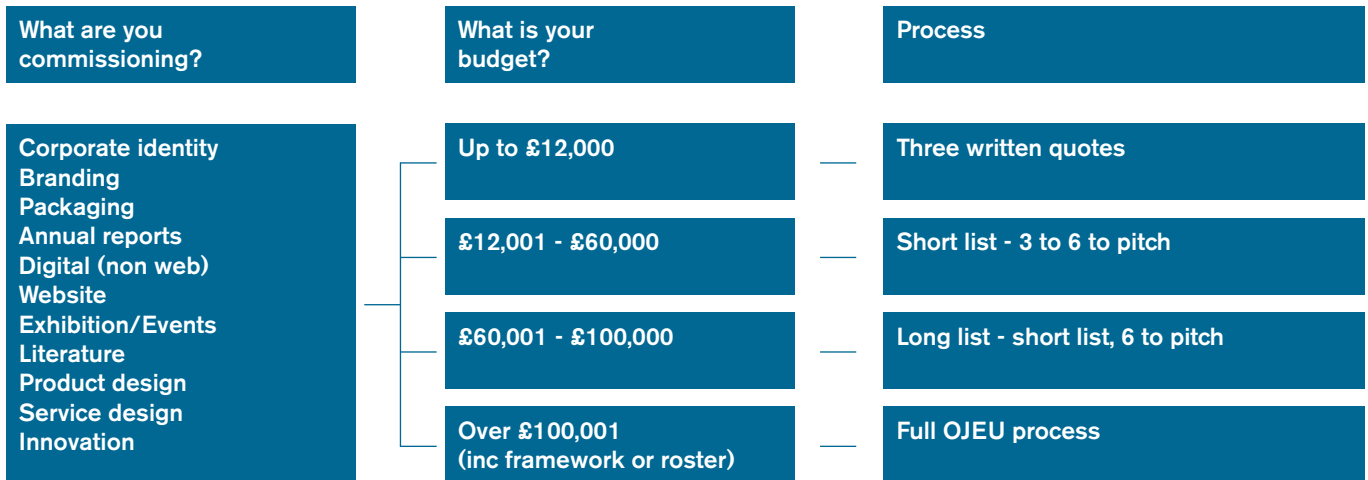 What are you
commissioning?
What is your
budget?
Process
Corporate identity
Branding
Packaging
Annual reports
Digital (non web)
Website
Exhibition/Events
Literature
Product design
Service design
Innovation
Up to £12,000
Three written quotes
£12,001 - £60,000
Short list - 3 to 6 to pitch
£60,001 - £100,000
Long list - short list, 6 to pitch
Over £100,001
(inc framework or roster)
Full OJEU process